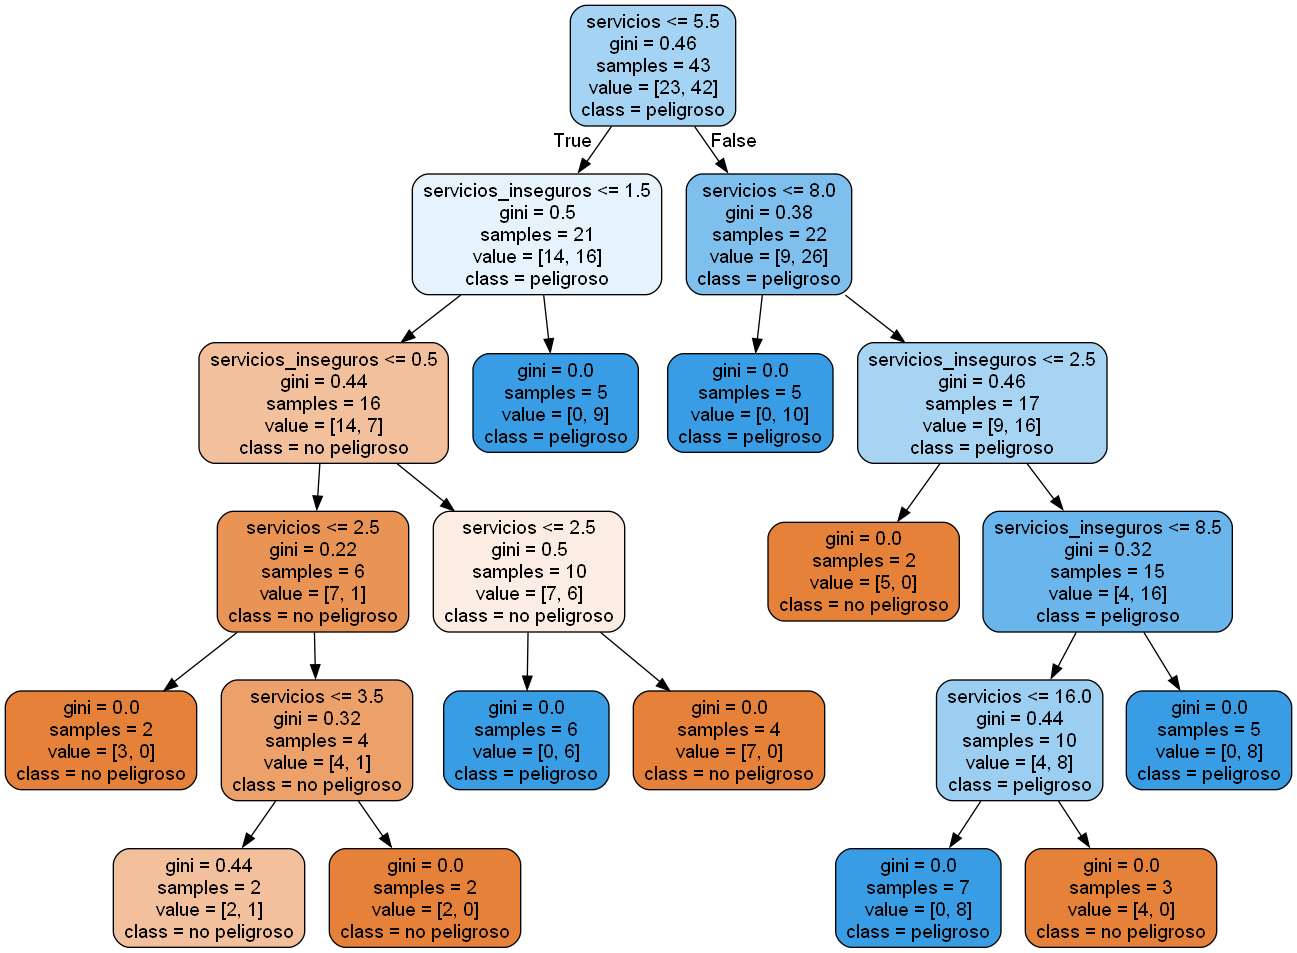 servicios <= 5.5
gini = 0.46
samples = 43
value = [23, 42]
class = peligroso
True
False
servicios_inseguros <= 1.5
gini = 0.5
samples = 21
value = [14, 16]
class = peligroso
servicios <= 8.0
gini = 0.38
samples = 22
value = [9, 26]
class = peligroso
servicios_inseguros <= 0.5
gini = 0.44
samples = 16
value = [14, 7]
class = no peligroso
gini = 0.0
samples = 5
value = [0, 9]
class = peligroso
gini = 0.0
samples = 5
value = [0, 10]
class = peligroso
servicios_inseguros <= 2.5
gini = 0.46
samples = 17
value = [9, 16]
class = peligroso
servicios <= 2.5
gini = 0.22
samples = 6
value = [7, 1]
class = no peligroso
servicios <= 2.5
gini = 0.5
samples = 10
value = [7, 6]
class = no peligroso
gini = 0.0
samples = 2
value = [5, 0]
class = no peligroso
servicios_inseguros <= 8.5
gini = 0.32
samples = 15
value = [4, 16]
class = peligroso
gini = 0.0
samples = 2
value = [3, 0]
class = no peligroso
servicios <= 3.5
gini = 0.32
samples = 4
value = [4, 1]
class = no peligroso
gini = 0.0
samples = 6
value = [0, 6]
class = peligroso
gini = 0.0
samples = 4
value = [7, 0]
class = no peligroso
servicios <= 16.0
gini = 0.44
samples = 10
value = [4, 8]
class = peligroso
gini = 0.0
samples = 5
value = [0, 8]
class = peligroso
gini = 0.44
samples = 2
value = [2, 1]
class = no peligroso
gini = 0.0
samples = 2
value = [2, 0]
class = no peligroso
gini = 0.0
samples = 7
value = [0, 8]
class = peligroso
gini = 0.0
samples = 3
value = [4, 0]
class = no peligroso